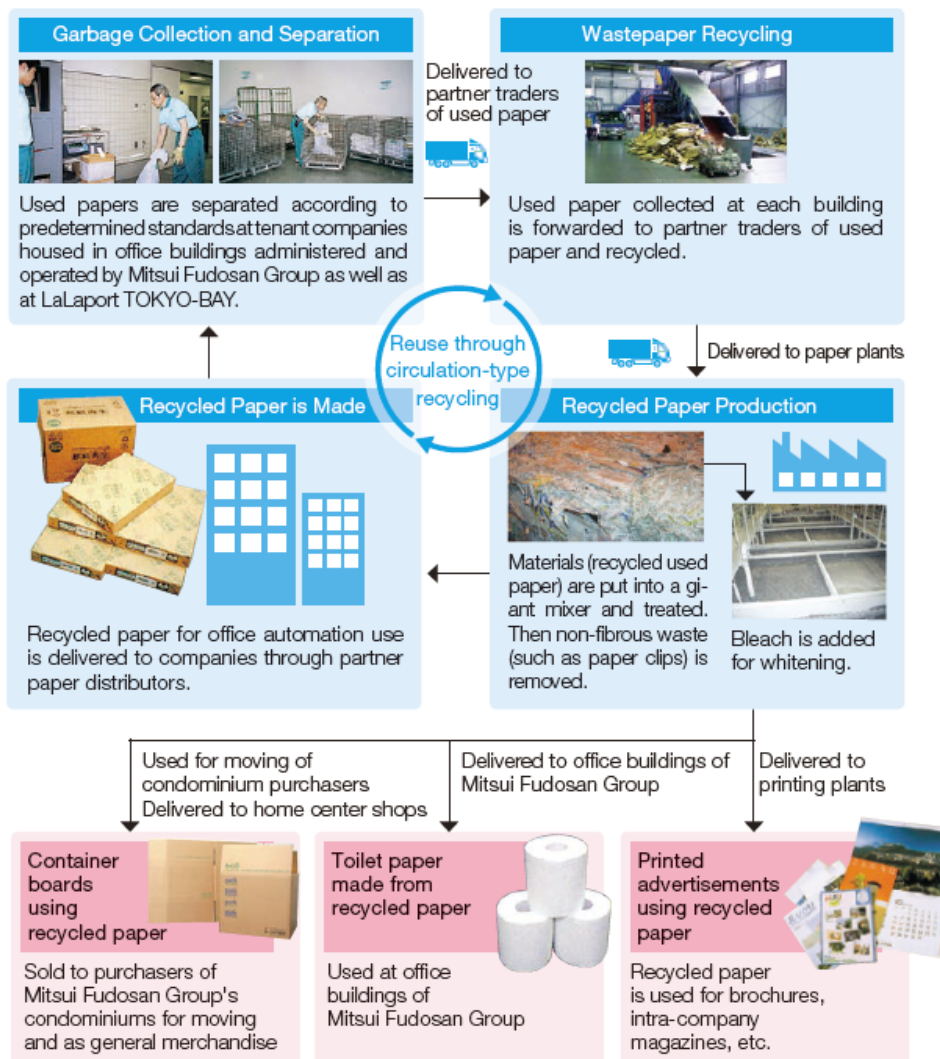 Garbage Collection and Separation
Used papers are separated according to
predetermined standards at tenant companies
housed in office buildings administered and
operated by Mitsui Fudosan Group as well as
at LaLaport TOKYO-BAY.
Delivered to
partner traders
of used paper
Wastepaper Recycling
Used paper collected at each building
is forwarded to partner traders of used
paper and recycled.
Delivered to paper plants
Reuse through
circulation-type
recycling
Recycled Paper Production
Materials (recycled used
paper) are put into a gi-
ant mixer and treated.
Then non-fibrous waste
(such as paper clips) is
removed.
Bleach is added
for whitening.
Recycled Paper is Made
Recycled paper for office automation use
is delivered to companies through partner
paper distributors.
Used for moving of
condominium purchasers
Delivered to home center shops
Delivered to office buildings of
Mitsui Fudosan Group
Delivered to
printing plants
Container
boards
using
recycled paper
Sold to purchasers of
Mitsui Fudosan Group's
condominiums for moving
and as general merchandise
Toilet paper
made from
recycled paper
Used at office
buildings of
Mitsui Fudosan Group
Printed
advertisements
using recycled
paper
Recycled paper
is used for brochures,
intra-company
magazines, etc.